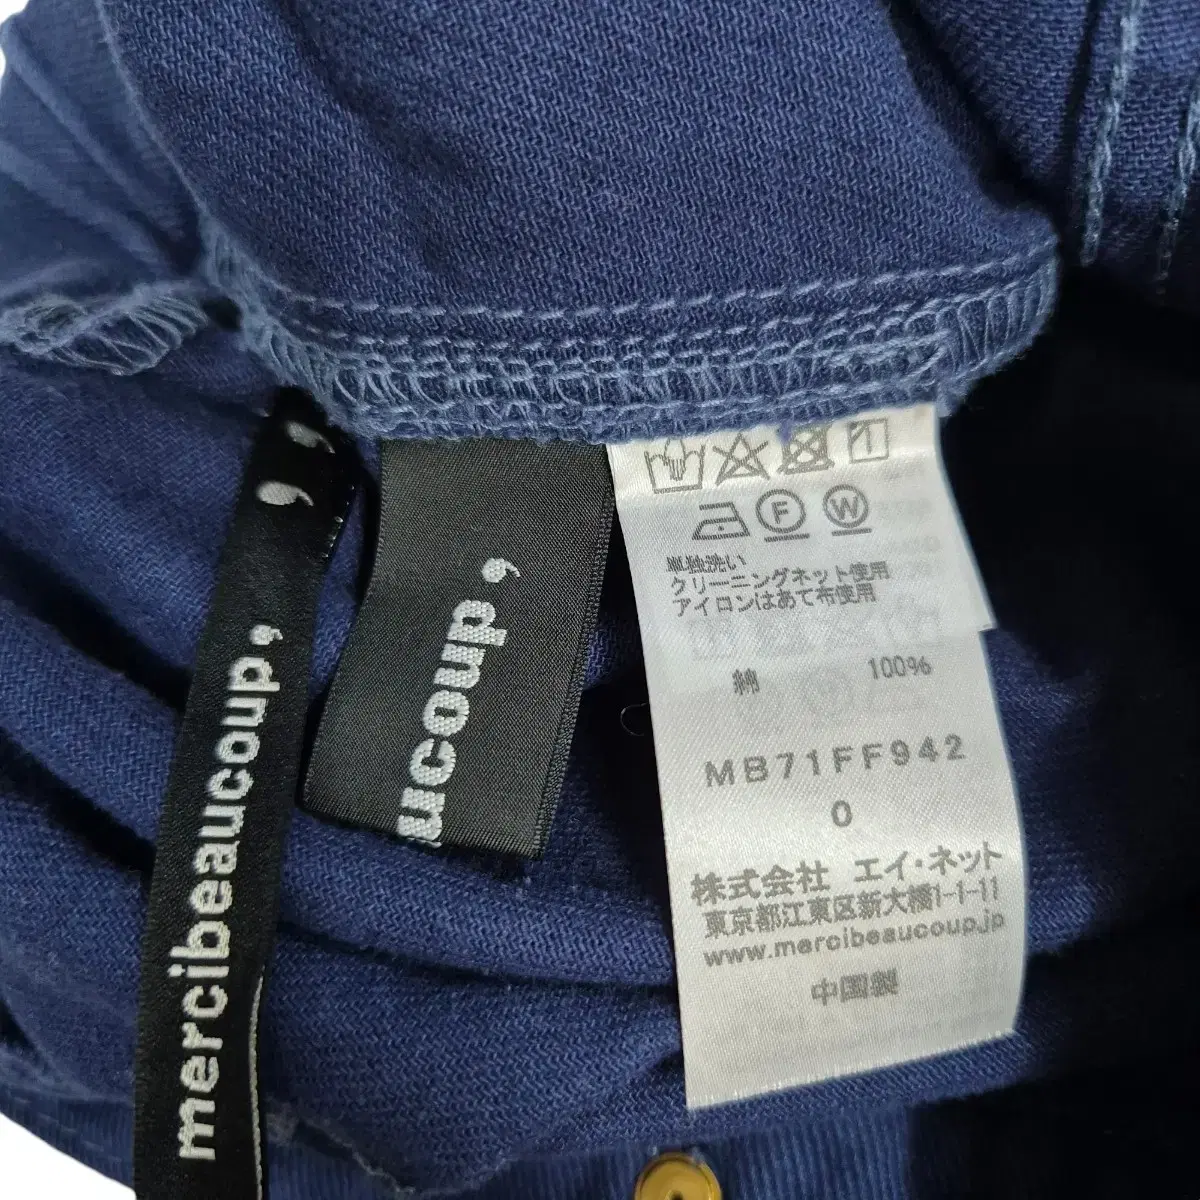 mercibeaucoup,
ucoup,
F W
単独洗い
クリーニングネット使用
アイロンはあて布使用
綿 100%
MB71FF942
0
株式会社 エイ・ネット
東京都江東区新大橋1-1-11
www.mercibeaucoup.jp
中国製